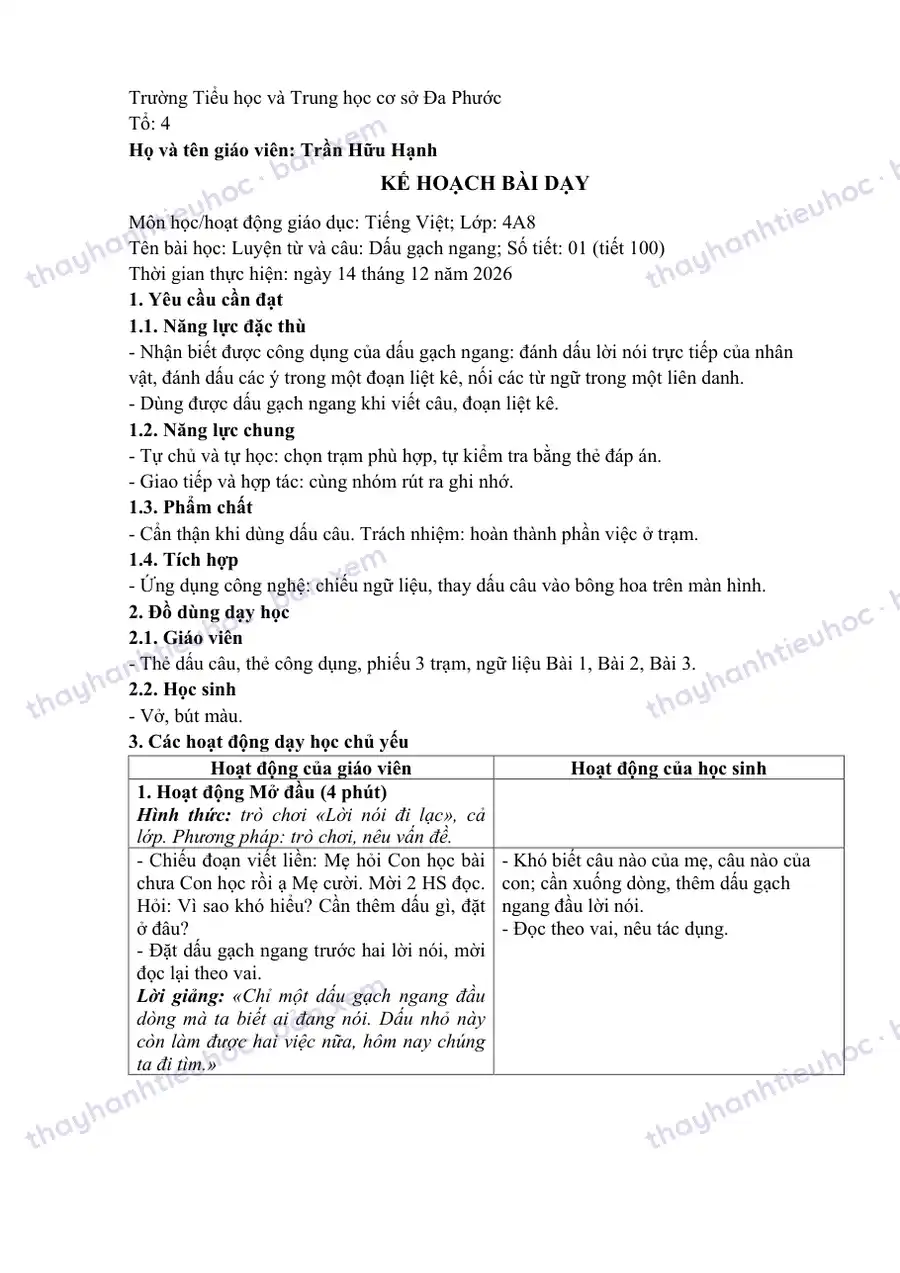 Trường Tiểu học và Trung học cơ sở Đa Phước
Tổ: 4
Họ và tên giáo viên: Trần Hữu Hạnh
KẾ HOẠCH BÀI DẠY
Môn học/hoạt động giáo dục: Tiếng Việt; Lớp: 4A8
Tên bài học: Luyện từ và câu: Dấu gạch ngang; Số tiết: 01 (tiết 100)
Thời gian thực hiện: ngày 14 tháng 12 năm 2026
1. Yêu cầu cần đạt
1.1. Năng lực đặc thù
- Nhận biết được công dụng của dấu gạch ngang: đánh dấu lời nói trực tiếp của nhân
vật, đánh dấu các ý trong một đoạn liệt kê, nối các từ ngữ trong một liên danh.
- Dùng được dấu gạch ngang khi viết câu, đoạn liệt kê.
1.2. Năng lực chung
- Tự chủ và tự học: chọn trạm phù hợp, tự kiểm tra bằng thẻ đáp án.
- Giao tiếp và hợp tác: cùng nhóm rút ra ghi nhớ.
1.3. Phẩm chất
- Cẩn thận khi dùng dấu câu. Trách nhiệm: hoàn thành phần việc ở trạm.
1.4. Tích hợp
- Ứng dụng công nghệ: chiếu ngữ liệu, thay dấu câu vào bông hoa trên màn hình.
2. Đồ dùng dạy học
2.1. Giáo viên
- Thẻ dấu câu, thẻ công dụng, phiếu 3 trạm, ngữ liệu Bài 1, Bài 2, Bài 3.
2.2. Học sinh
- Vở, bút màu.
3. Các hoạt động dạy học chủ yếu
Hoạt động của giáo viên
Hoạt động của học sinh
1. Hoạt động Mở đầu (4 phút)
Hình thức: trò chơi «Lời nói đi lạc», cả
lớp. Phương pháp: trò chơi, nêu vấn đề.
- Chiếu đoạn viết liền: Mẹ hỏi Con học bài
chưa Con học rồi ạ Mẹ cười. Mời 2 HS đọc.
Hỏi: Vì sao khó hiểu? Cần thêm dấu gì, đặt
ở đâu?
- Đặt dấu gạch ngang trước hai lời nói, mời
đọc lại theo vai.
Lời giảng: «Chỉ một dấu gạch ngang đầu
dòng mà ta biết ai đang nói. Dấu nhỏ này
còn làm được hai việc nữa, hôm nay chúng
ta đi tìm.»
- Khó biết câu nào của mẹ, câu nào của
con; cần xuống dòng, thêm dấu gạch
ngang đầu lời nói.
- Đọc theo vai, nêu tác dụng.
thayhanhtieuhoc · bản xem
thayhanhtieuhoc · b
thayhanhtieuhoc · bản xem
thayhanhtieuhoc · b
thayhanhtieuhoc · bản xem
thayhanhtieuhoc · b